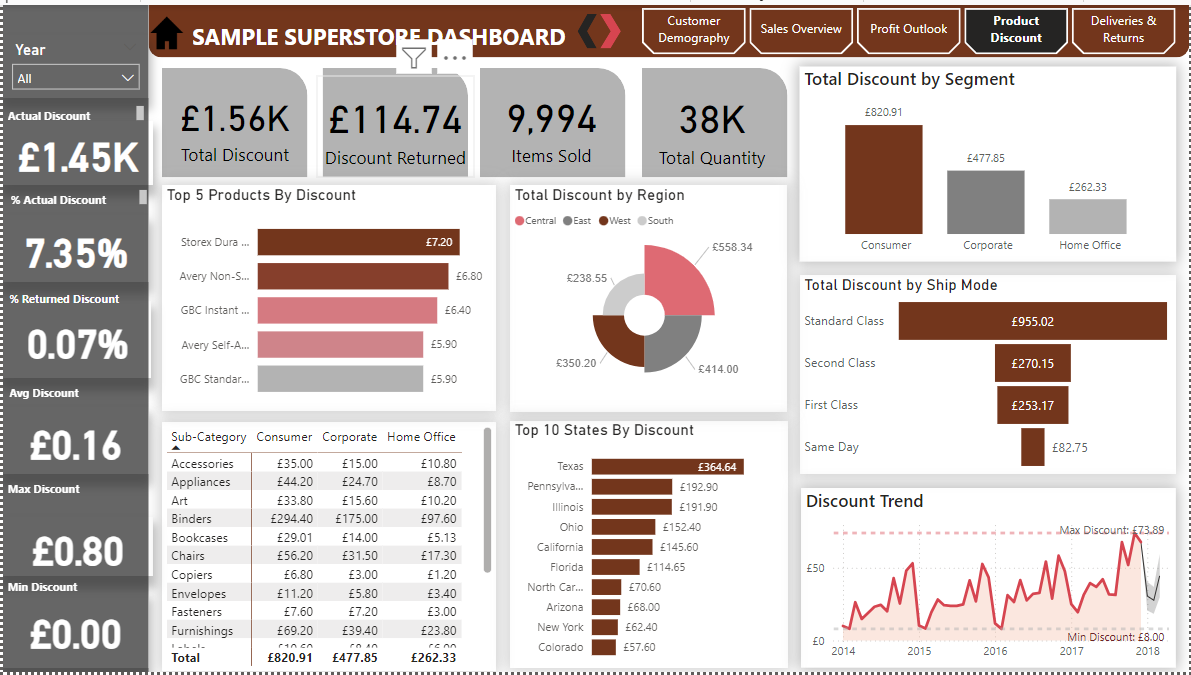 Year
All
SAMPLE SUPERSTORE DASHBOARD
Customer
Demography
Sales Overview
Profit Outlook
Product
Discount
Deliveries &
Returns
Actual Discount
£1.45K
% Actual Discount
7.35%
% Returned Discount
0.07%
Avg Discount
£0.16
Max Discount
£0.80
Min Discount
£0.00
£1.56K
Total Discount
£114.74
Discount Returned
9,994
Items Sold
38K
Total Quantity
Top 5 Products By Discount
Storex Dura ... £7.20
Avery Non-S... £6.80
GBC Instant ... £6.40
Avery Self-A... £5.90
GBC Standar... £5.90
Total Discount by Region
Central East West South
£558.34
£238.55
£350.20
£414.00
Total Discount by Segment
£820.91
£477.85
£262.33
Consumer Corporate Home Office
Total Discount by Ship Mode
Standard Class £955.02
Second Class £270.15
First Class £253.17
Same Day £82.75
Sub-Category Consumer Corporate Home Office
Accessories £35.00 £15.00 £10.80
Appliances £44.20 £24.70 £8.70
Art £33.80 £15.60 £10.20
Binders £294.40 £175.00 £97.60
Bookcases £29.01 £14.00 £5.13
Chairs £56.20 £31.50 £17.30
Copiers £6.80 £3.00 £1.20
Envelopes £11.20 £5.80 £3.40
Fasteners £7.60 £7.20 £3.00
Furnishings £69.20 £39.40 £23.80
Total £820.91 £477.85 £262.33
Top 10 States By Discount
Texas £364.64
Pennsylva... £192.90
Illinois £191.90
Ohio £152.40
California £145.60
Florida £114.65
North Car... £70.60
Arizona £68.00
New York £62.40
Colorado £57.60
Discount Trend
Max Discount: £73.89
£50
Min Discount: £8.00
£0
2014 2015 2016 2017 2018